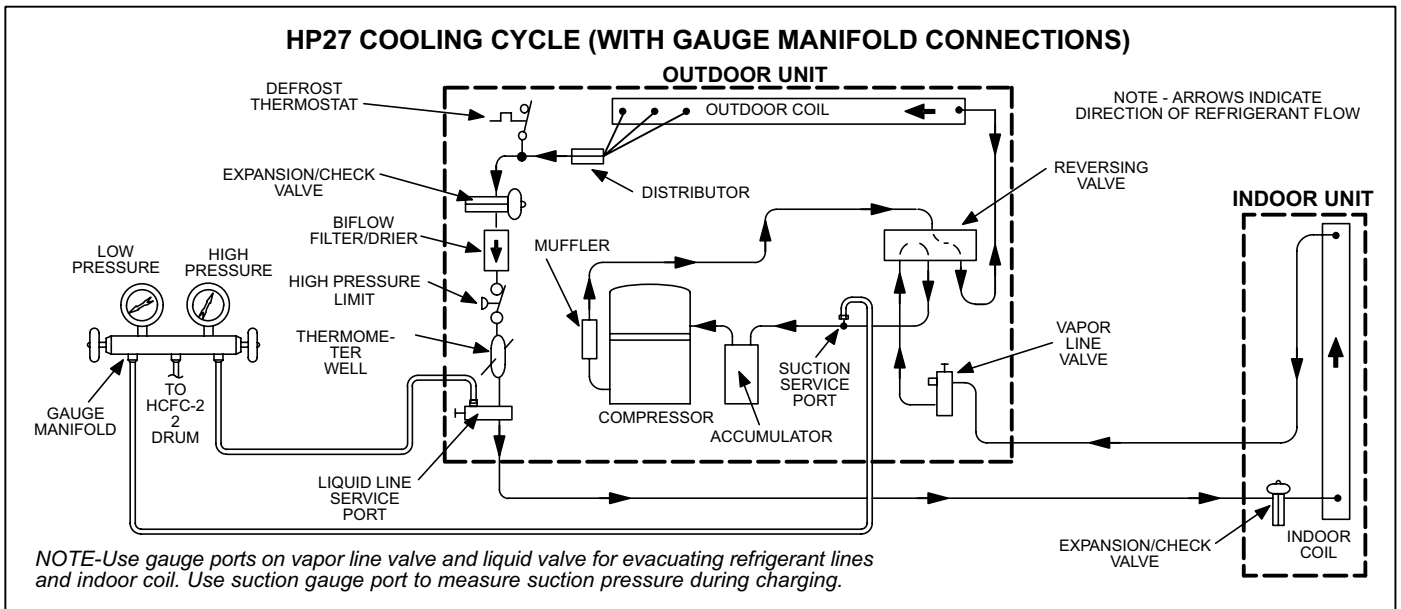 HP27 COOLING CYCLE (WITH GAUGE MANIFOLD CONNECTIONS)
OUTDOOR UNIT
DEFROST
THERMOSTAT
OUTDOOR COIL
NOTE - ARROWS INDICATE
DIRECTION OF REFRIGERANT FLOW
EXPANSION/CHECK
VALVE
DISTRIBUTOR
REVERSING
VALVE
INDOOR UNIT
BIFLOW
FILTER/DRIER
MUFFLER
LOW
PRESSURE
HIGH
PRESSURE
HIGH PRESSURE
LIMIT
THERMOME-
TER
WELL
VAPOR
LINE
VALVE
SUCTION
SERVICE
PORT
GAUGE
MANIFOLD
TO
HCFC-2
2
DRUM
COMPRESSOR
ACCUMULATOR
LIQUID LINE
SERVICE
PORT
EXPANSION/CHECK
VALVE
INDOOR
COIL
NOTE-Use gauge ports on vapor line valve and liquid valve for evacuating refrigerant lines
and indoor coil. Use suction gauge port to measure suction pressure during charging.